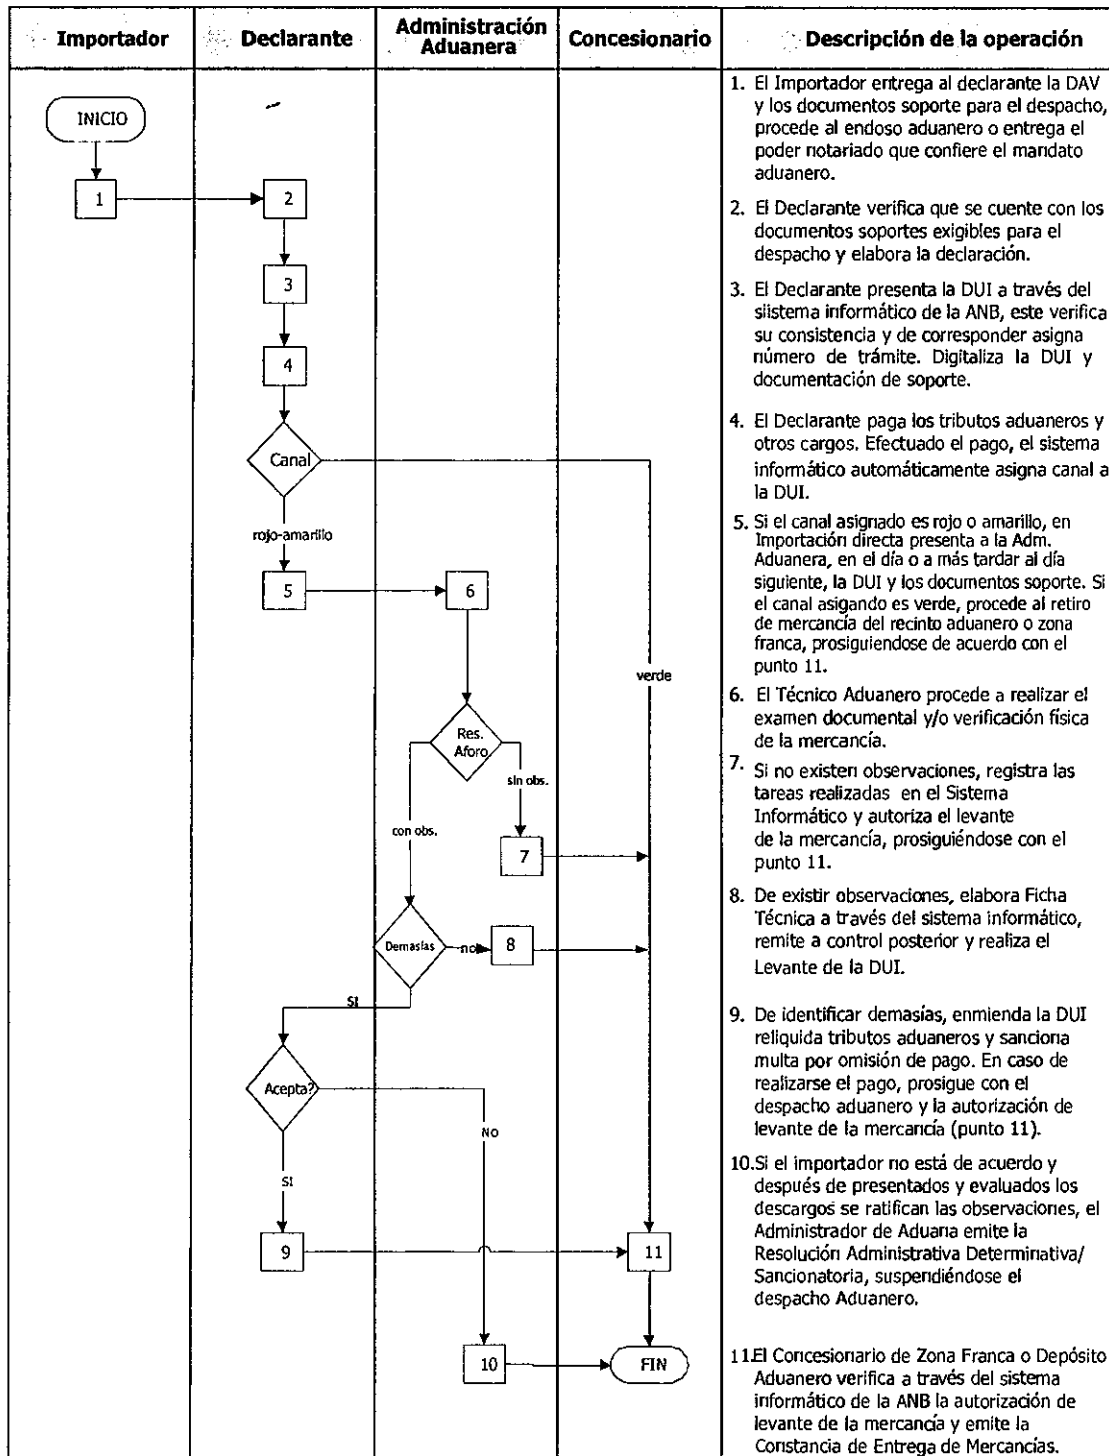 Importador
Declarante
Administración
Aduanera
Concesionario
Descripción de la operación
INICIO
1
2
3
4
Canal
rojo-amarillo
5
6
verde
Res.
Aforo
sin obs.
con obs.
7
Demasías
no
8
SI
Acepta?
NO
SI
9
11
10
FIN
1. El Importador entrega al declarante la DAV
y los documentos soporte para el despacho,
procede al endoso aduanero o entrega el
poder notariado que confiere el mandato
aduanero.
2. El Declarante verifica que se cuente con los
documentos soportes exigibles para el
despacho y elabora la declaración.
3. El Declarante presenta la DUI a través del
siistema informático de la ANB, este verifica
su consistencia y de corresponder asigna
número de trámite. Digitaliza la DUI y
documentación de soporte.
4. El Declarante paga los tributos aduaneros y
otros cargos. Efectuado el pago, el sistema
informático automáticamente asigna canal a
la DUI.
5. Si el canal asignado es rojo o amarillo, en
Importación directa presenta a la Adm.
Aduanera, en el día o a más tardar al día
siguiente, la DUI y los documentos soporte. Si
el canal asigando es verde, procede al retiro
de mercancía del recinto aduanero o zona
franca, prosiguiendose de acuerdo con el
punto 11.
6. El Técnico Aduanero procede a realizar el
examen documental y/o verificación física
de la mercancía.
7. Si no existen observaciones, registra las
tareas realizadas en el Sistema
Informático y autoriza el levante
de la mercancía, prosiguiéndose con el
punto 11.
8. De existir observaciones, elabora Ficha
Técnica a través del sistema informático,
remite a control posterior y realiza el
Levante de la DUI.
9. De identificar demasías, enmienda la DUI
reliquida tributos aduaneros y sanciona
multa por omisión de pago. En caso de
realizarse el pago, prosigue con el
despacho aduanero y la autorización de
levante de la mercancía (punto 11).
10.Si el importador no está de acuerdo y
después de presentados y evaluados los
descargos se ratifican las observaciones, el
Administrador de Aduana emite la
Resolución Administrativa Determinativa/
Sancionatoria, suspendiéndose el
despacho Aduanero.
11.El Concesionario de Zona Franca o Depósito
Aduanero verifica a través del sistema
informático de la ANB la autorización de
levante de la mercancía y emite la
Constancia de Entrega de Mercancías.